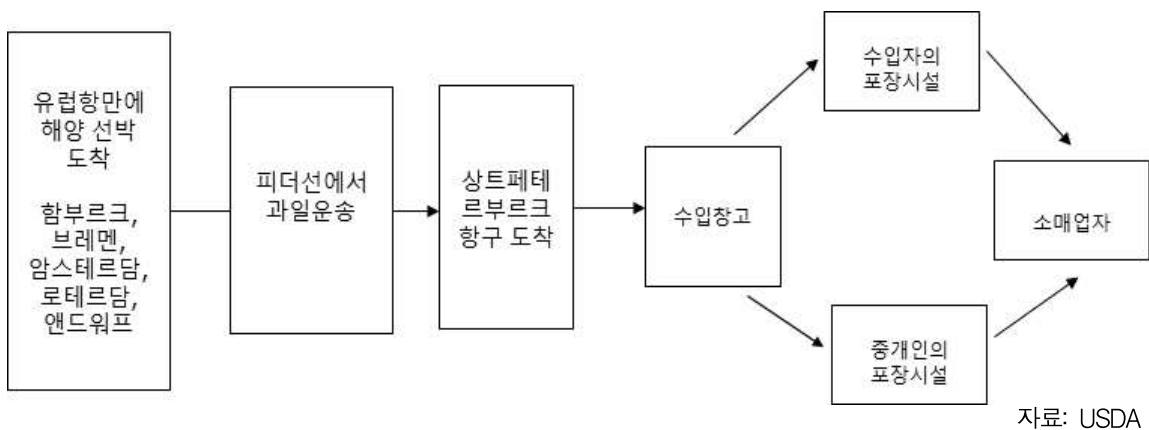 유럽항만에
해양 선박
도착
함부르크,
브레멘,
암스테르담,
로테르담,
앤드워프
피더선에서
과일운송
상트페테
르부르크
항구 도착
수입창고
수입자의
포장시설
중개인의
포장시설
소매업자
자료: USDA